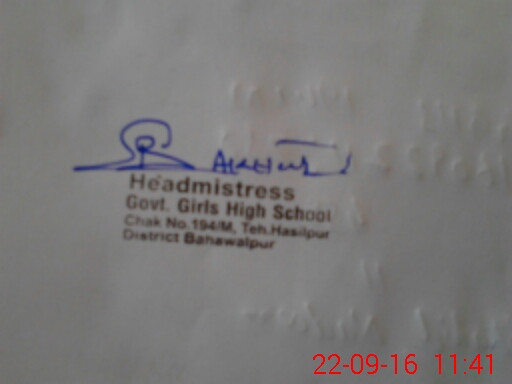 Headmistress
Govt. Girls High School
Chak No.194/M, Teh.Hasilpur
District Bahawalpur
22-09-16 11:41